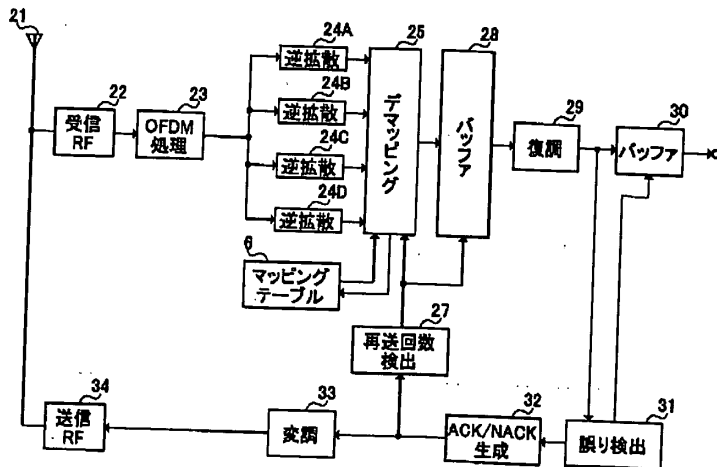 21
22
受信
RF
23
OFDM
処理
24A
逆拡散
24B
逆拡散
24C
逆拡散
24D
逆拡散
25
デマッピング
28
バッファ
29
復調
30
バッファ
6
マッピング
テーブル
27
再送回数
検出
34
送信
RF
33
変調
32
ACK/NACK
生成
31
誤り検出